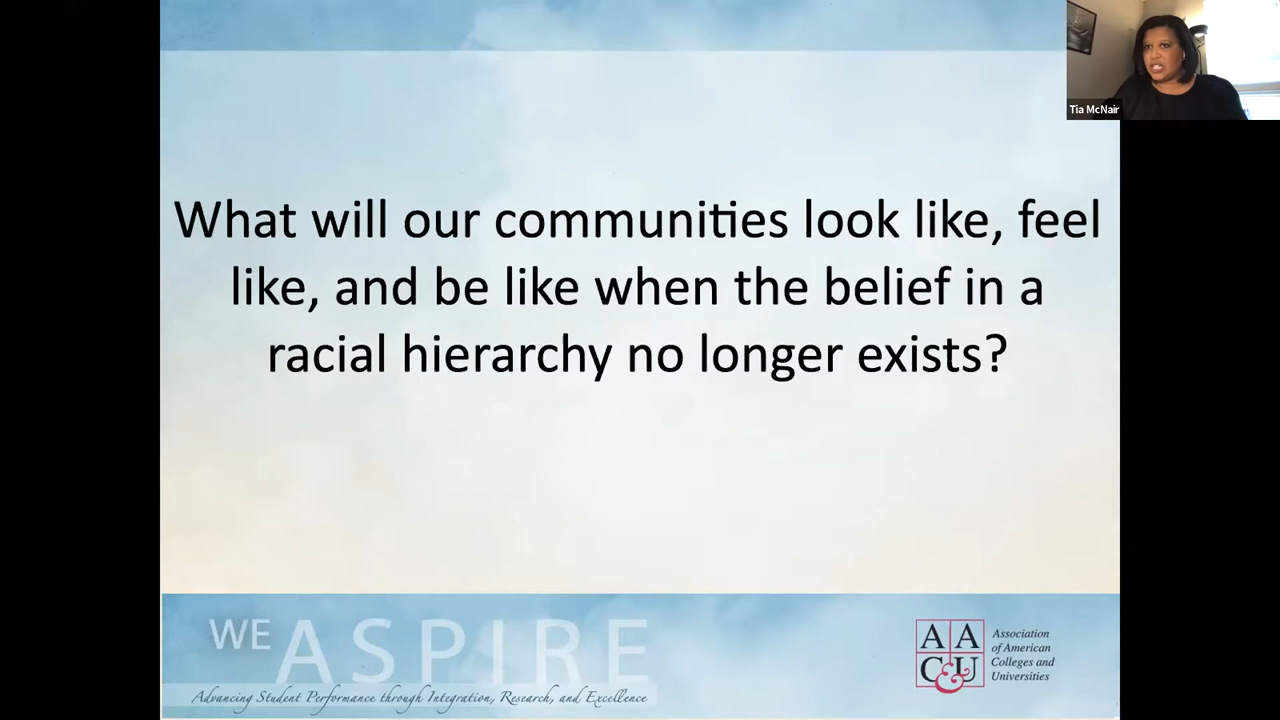 Tia McNair
What will our communities look like, feel
like, and be like when the belief in a
racial hierarchy no longer exists?
WE ASPIRE
Advancing Student Performance through Integration, Research, and Excellence
AA
C&U
Association
of American
Colleges and
Universities